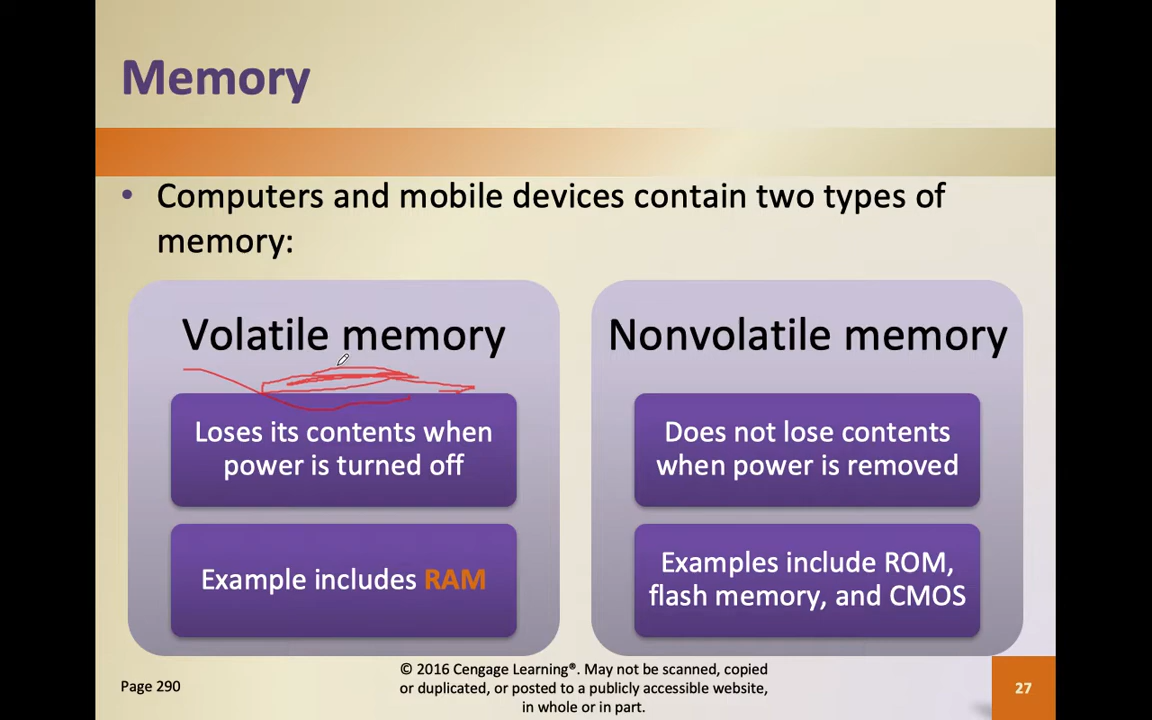 Memory
• Computers and mobile devices contain two types of
memory:
Volatile memory
Loses its contents when
power is turned off
Example includes RAM
Nonvolatile memory
Does not lose contents
when power is removed
Examples include ROM,
flash memory, and CMOS
Page 290
© 2016 Cengage Learning®. May not be scanned, copied
or duplicated, or posted to a publicly accessible website,
in whole or in part.
27